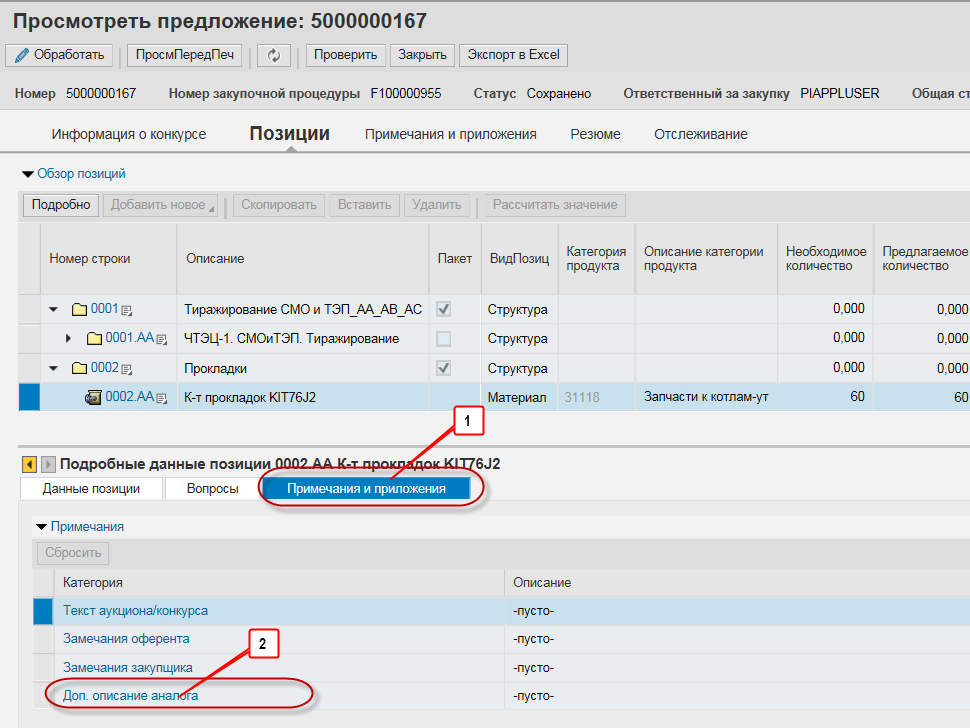 Просмотреть предложение: 5000000167
Обработать ПросмПередПеч Проверить Закрыть Экспорт в Excel
Номер 5000000167 Номер закупочной процедуры F100000955 Статус Сохранено Ответственный за закупку PIAPPLUSER Общая ст
Информация о конкурсе Позиции Примечания и приложения Резюме Отслеживание
Обзор позиций
Подробно Добавить новое Скопировать Вставить Удалить Рассчитать значение
Номер строки Описание Пакет ВидПозиц Категория продукта Описание категории продукта Необходимое количество Предлагаемое количество
0001 Тиражирование СМО и ТЭП_АА_АВ_АС Структура 0,000 0,000
0001.АА ЧТЭЦ-1. СМОиТЭП. Тиражирование Структура 0,000 0,000
0002 Прокладки Структура 0,000 0,000
0002.АА К-т прокладок KIT76J2 Материал 31118 Запчасти к котлам-ут 60 60
1
Подробные данные позиции 0002.АА К-т прокладок KIT76J2
Данные позиции Вопросы Примечания и приложения
Примечания
Сбросить
Категория Описание
Текст аукциона/конкурса -пусто-
Замечания оферента -пусто-
2
Замечания закупщика -пусто-
Доп. описание аналога -пусто-